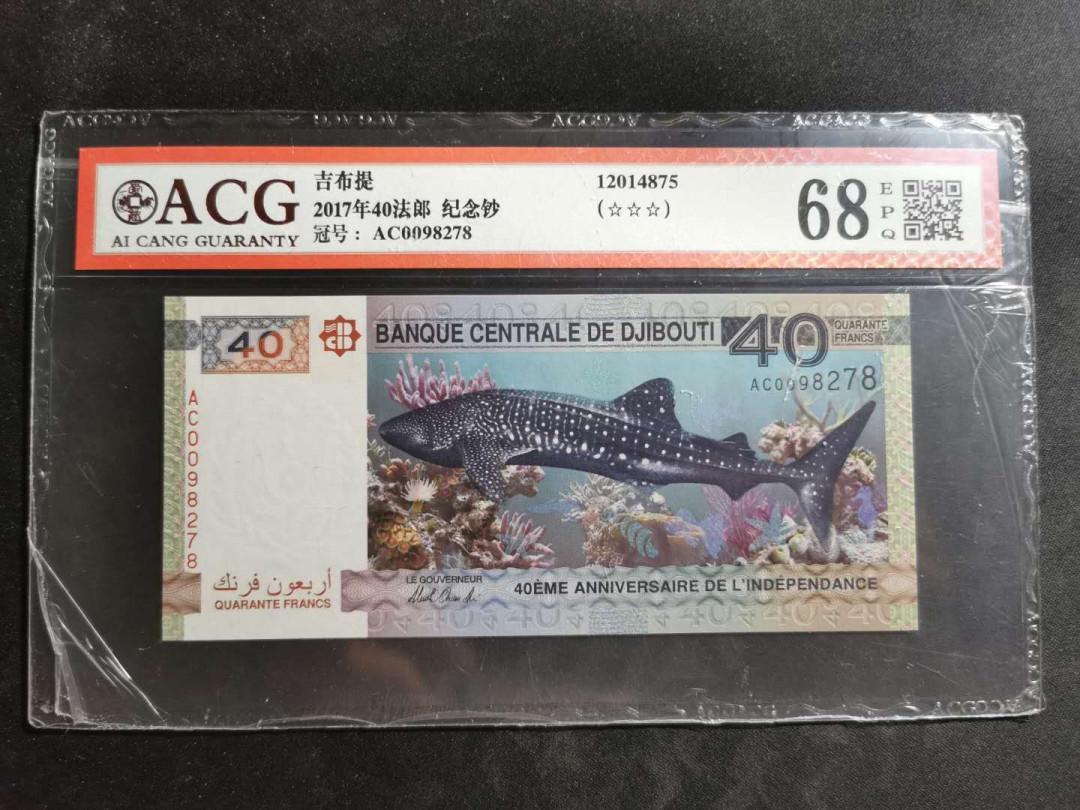 ACG
AI CANG GUARANTY
吉布提
2017年40法郎 纪念钞
冠号： AC0098278
12014875
(☆☆☆)
68
EPQ
40
BANQUE CENTRALE DE DJIBOUTI
40
QUARANTE
FRANCS
AC0098278
AC0098278
أربعون فرنك
QUARANTE FRANCS
LE GOUVERNEUR
40ÈME ANNIVERSAIRE DE L'INDÉPENDANCE